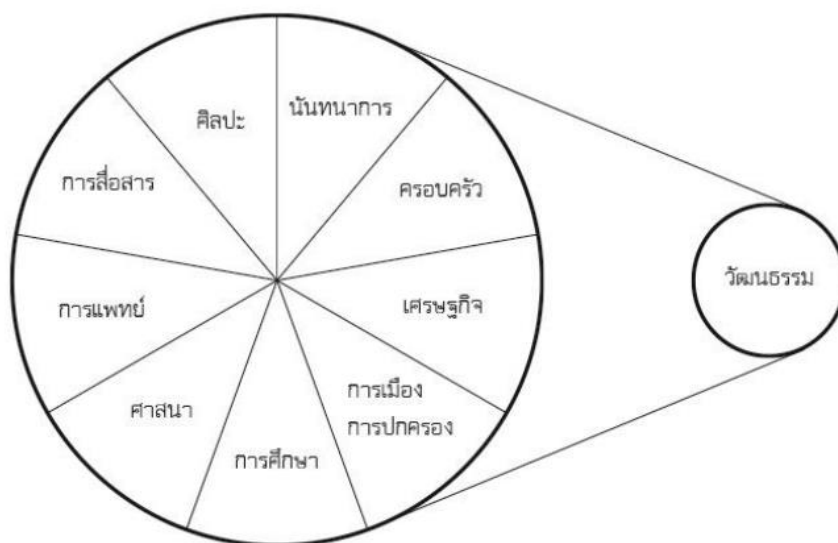 ศิลปะ
นันทนาการ
การสื่อสาร
ครอบครัว
วัฒนธรรม
การแพทย์
เศรษฐกิจ
ศาสนา
การเมือง
การปกครอง
การศึกษา